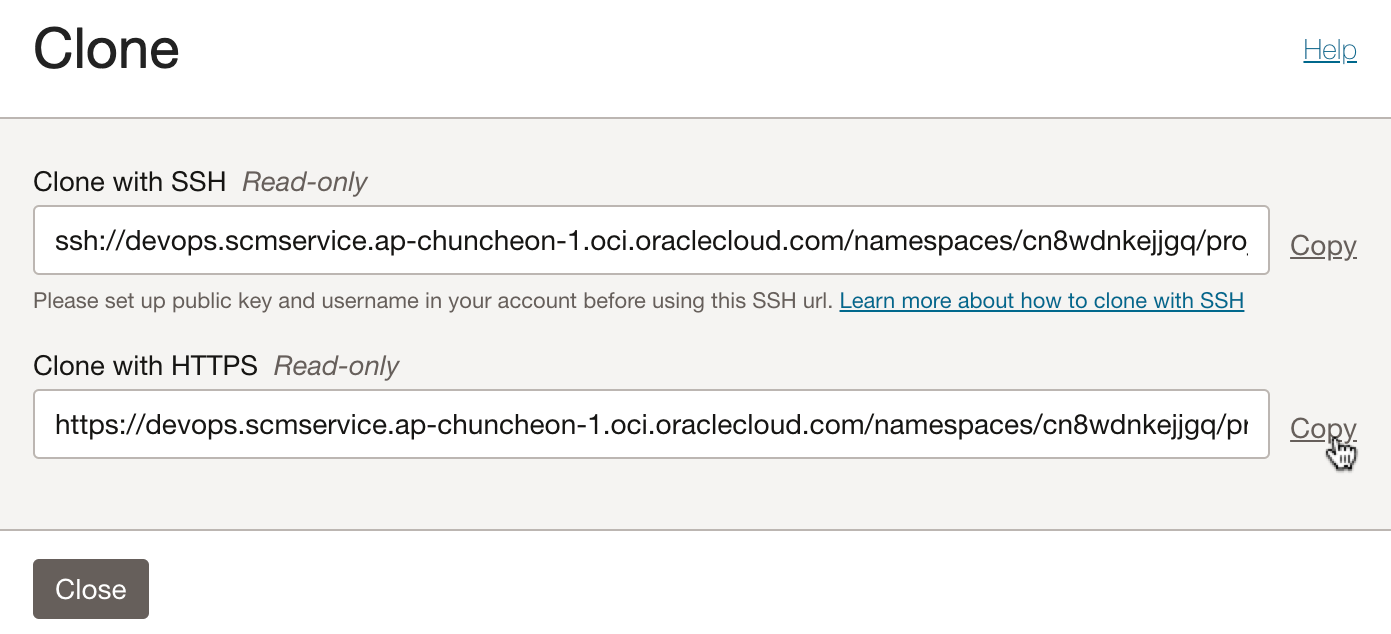 Clone
Help
Clone with SSH Read-only
ssh://devops.scmservice.ap-chuncheon-1.oci.oraclecloud.com/namespaces/cn8wdnkejjgq/pro
Copy
Please set up public key and username in your account before using this SSH url. Learn more about how to clone with SSH
Clone with HTTPS Read-only
https://devops.scmservice.ap-chuncheon-1.oci.oraclecloud.com/namespaces/cn8wdnkejjgq/pr
Copy
Close